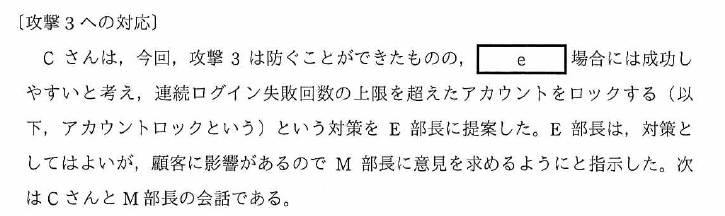 〔攻撃３への対応〕
Ｃさんは，今回，攻撃３は防ぐことができたものの， e 場合には成功し
やすいと考え，連続ログイン失敗回数の上限を超えたアカウントをロックする（以
下，アカウントロックという）という対策をＥ部長に提案した。Ｅ部長は，対策と
してはよいが，顧客に影響があるのでＭ部長に意見を求めるようにと指示した。次
はＣさんとＭ部長の会話である。